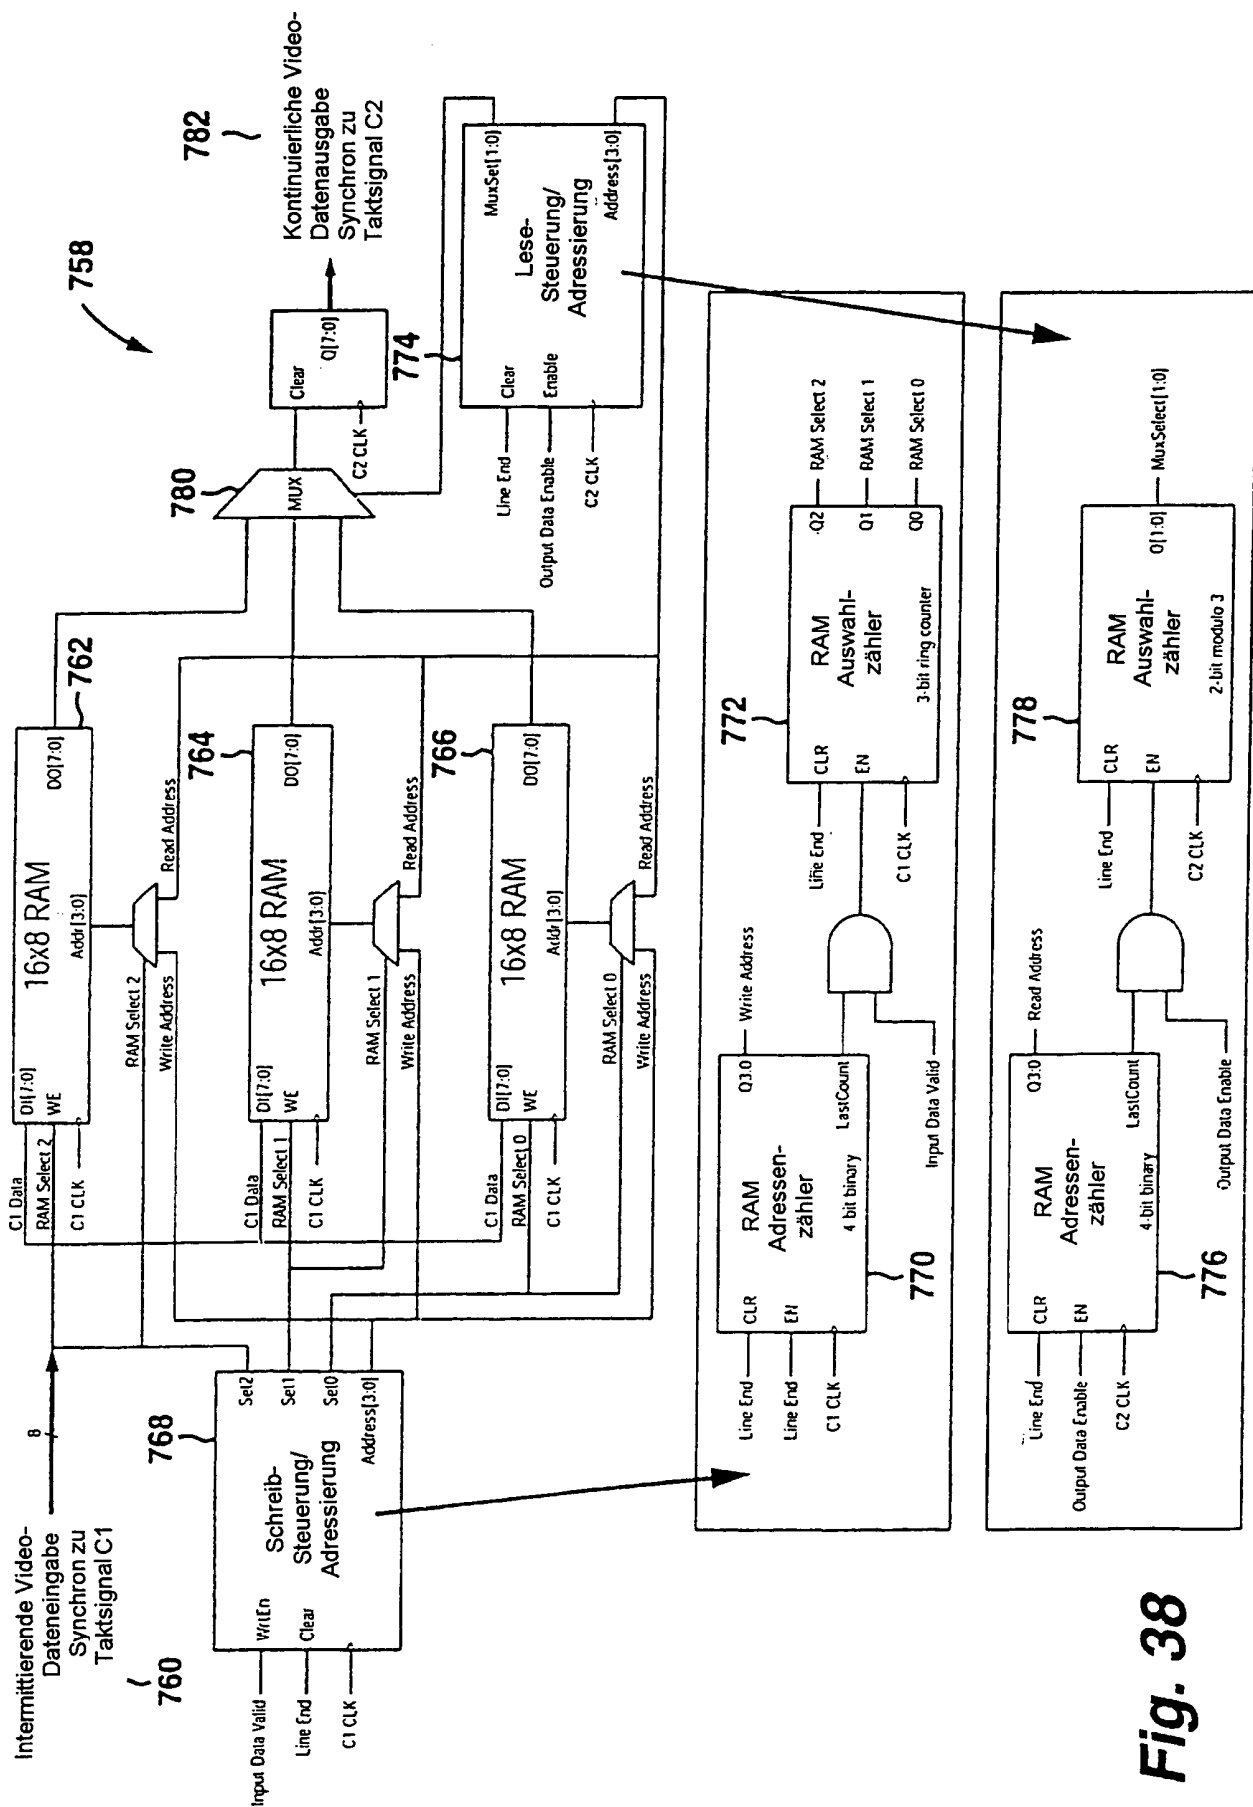 Intermittierende Video-
Dateneingabe
Synchron zu
Taktsignal C1
760
8
758
782
Kontinuierliche Video-
Datenausgabe
Synchron zu
Taktsignal C2
768
Schreib-
Steuerung/
Adressierung
Input Data Valid
Line End
C1 CLK
WrtEn
Clear
Sel2
Sel1
Sel0
Address[3:0]
C1 Data
RAM Select 2
C1 CLK
DI[7:0]
WE
16x8 RAM
Addr[3:0]
DO[7:0]
762
RAM Select 2
Write Address
Read Address
C1 Data
RAM Select 1
C1 CLK
DI[7:0]
WE
16x8 RAM
Addr[3:0]
DO[7:0]
764
RAM Select 1
Write Address
Read Address
C1 Data
RAM Select 0
C1 CLK
DI[7:0]
WE
16x8 RAM
Addr[3:0]
DO[7:0]
766
RAM Select 0
Write Address
Read Address
780
MUX
Clear
Q[7:0]
C2 CLK
774
Line End
Output Data Enable
C2 CLK
Clear
Enable
Lese-
Steuerung/
Adressierung
MuxSet[1:0]
Address[3:0]
Line End
Line End
C1 CLK
CLR
EN
RAM
Adressen-
zähler
4 bit binary
Q3:0
LastCount
770
Write Address
Input Data Valid
772
Line End
C1 CLK
CLR
EN
RAM
Auswahl-
zähler
3-bit ring counter
Q2
Q1
Q0
RAM Select 2
RAM Select 1
RAM Select 0
Line End
Output Data Enable
C2 CLK
CLR
EN
RAM
Adressen-
zähler
4-bit binary
Q3:0
LastCount
776
Read Address
Output Data Enable
778
Line End
C2 CLK
CLR
EN
RAM
Auswahl-
zähler
2-bit modulo 3
Q[1:0]
MuxSelect[1:0]
Fig. 38